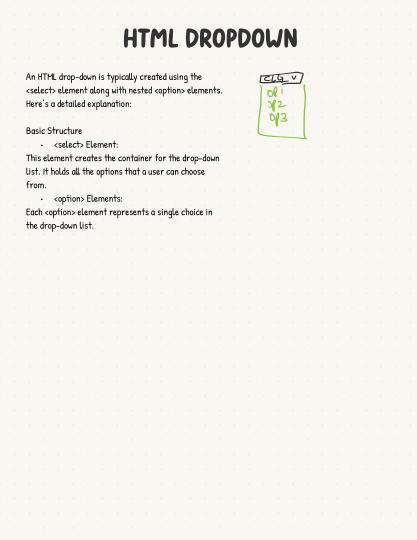 HTML DROPDOWN
An HTML drop-down is typically created using the
<select> element along with nested <option> elements.
Here's a detailed explanation:
Basic Structure
• <select> Element:
This element creates the container for the drop-down
list. It holds all the options that a user can choose
from.
• <option> Elements:
Each <option> element represents a single choice in
the drop-down list.
CLG v
OP 1
OP2
OP3